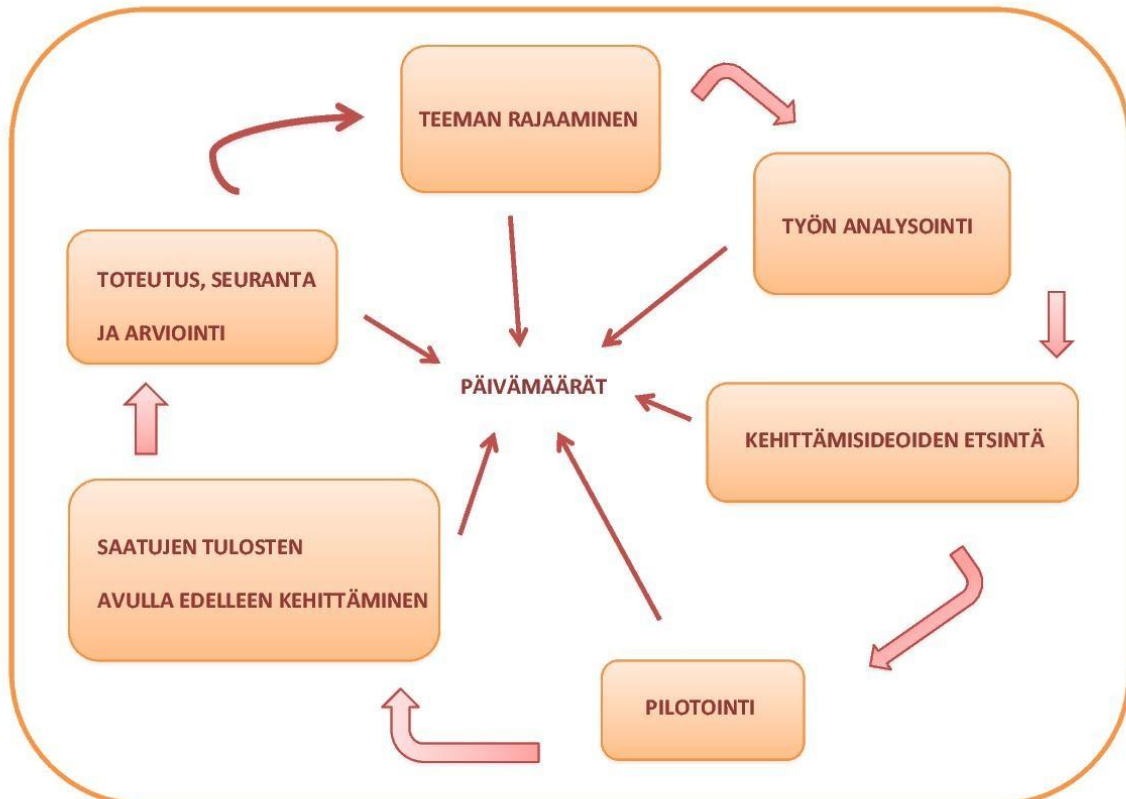 TEEMAN RAJAAMINEN
TYÖN ANALYSOINTI
KEHITTÄMISIDEOIDEN ETSINTÄ
PILOTOINTI
SAATUJEN TULOSTEN
AVULLA EDELLEEN KEHITTÄMINEN
TOTEUTUS, SEURANTA
JA ARVIOINTI
PÄIVÄMÄÄRÄT